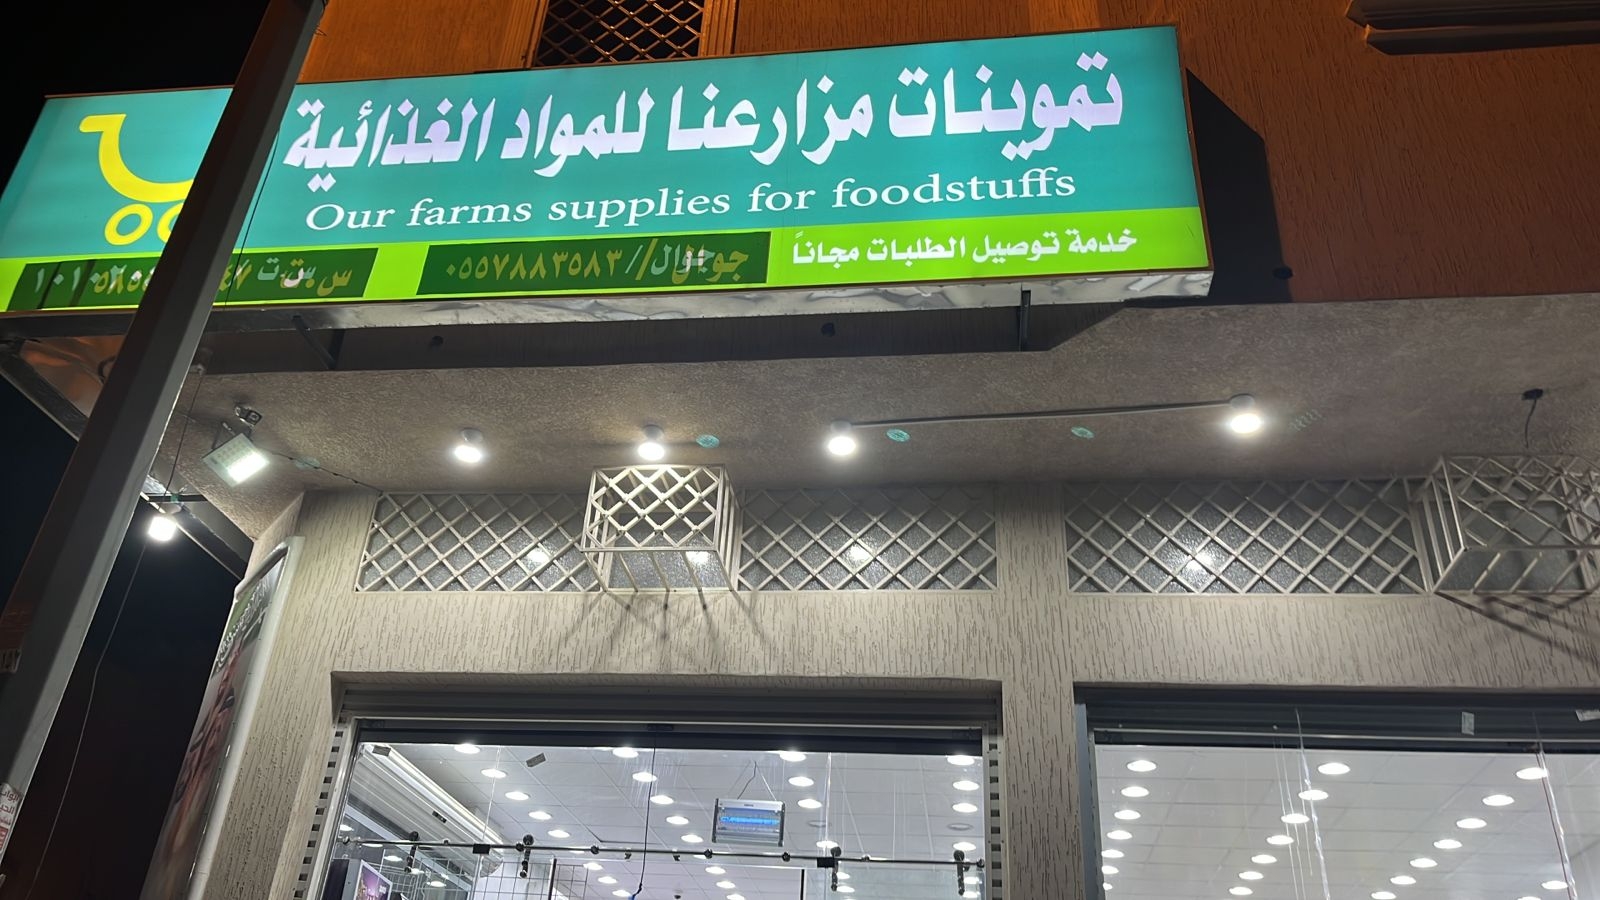 تموينات مزارعنا للمواد الغذائية
Our farms supplies for foodstuffs
خدمة توصيل الطلبات مجاناً
جوال // ٠٥٥٧٨٨٣٥٨٣
س.ت